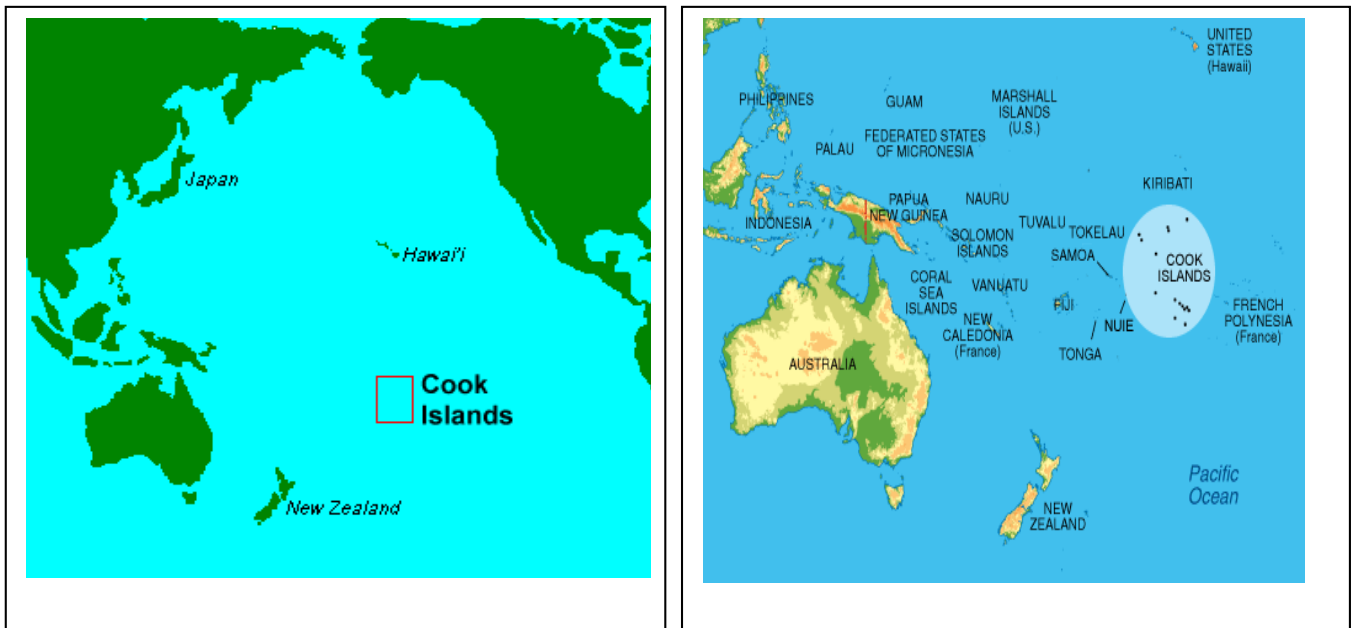 Japan
Hawai'i
Cook
Islands
New Zealand
UNITED
STATES
(Hawaii)
PHILIPPINES
GUAM
MARSHALL
ISLANDS
(U.S.)
PALAU
FEDERATED STATES
OF MICRONESIA
KIRIBATI
INDONESIA
PAPUA
NEW GUINEA
NAURU
SOLOMON
ISLANDS
TUVALU
TOKELAU
SAMOA
COOK
ISLANDS
CORAL
SEA
ISLANDS
VANUATU
FIJI
NEW
CALEDONIA
(France)
NUIE
TONGA
FRENCH
POLYNESIA
(France)
AUSTRALIA
NEW
ZEALAND
Pacific
Ocean